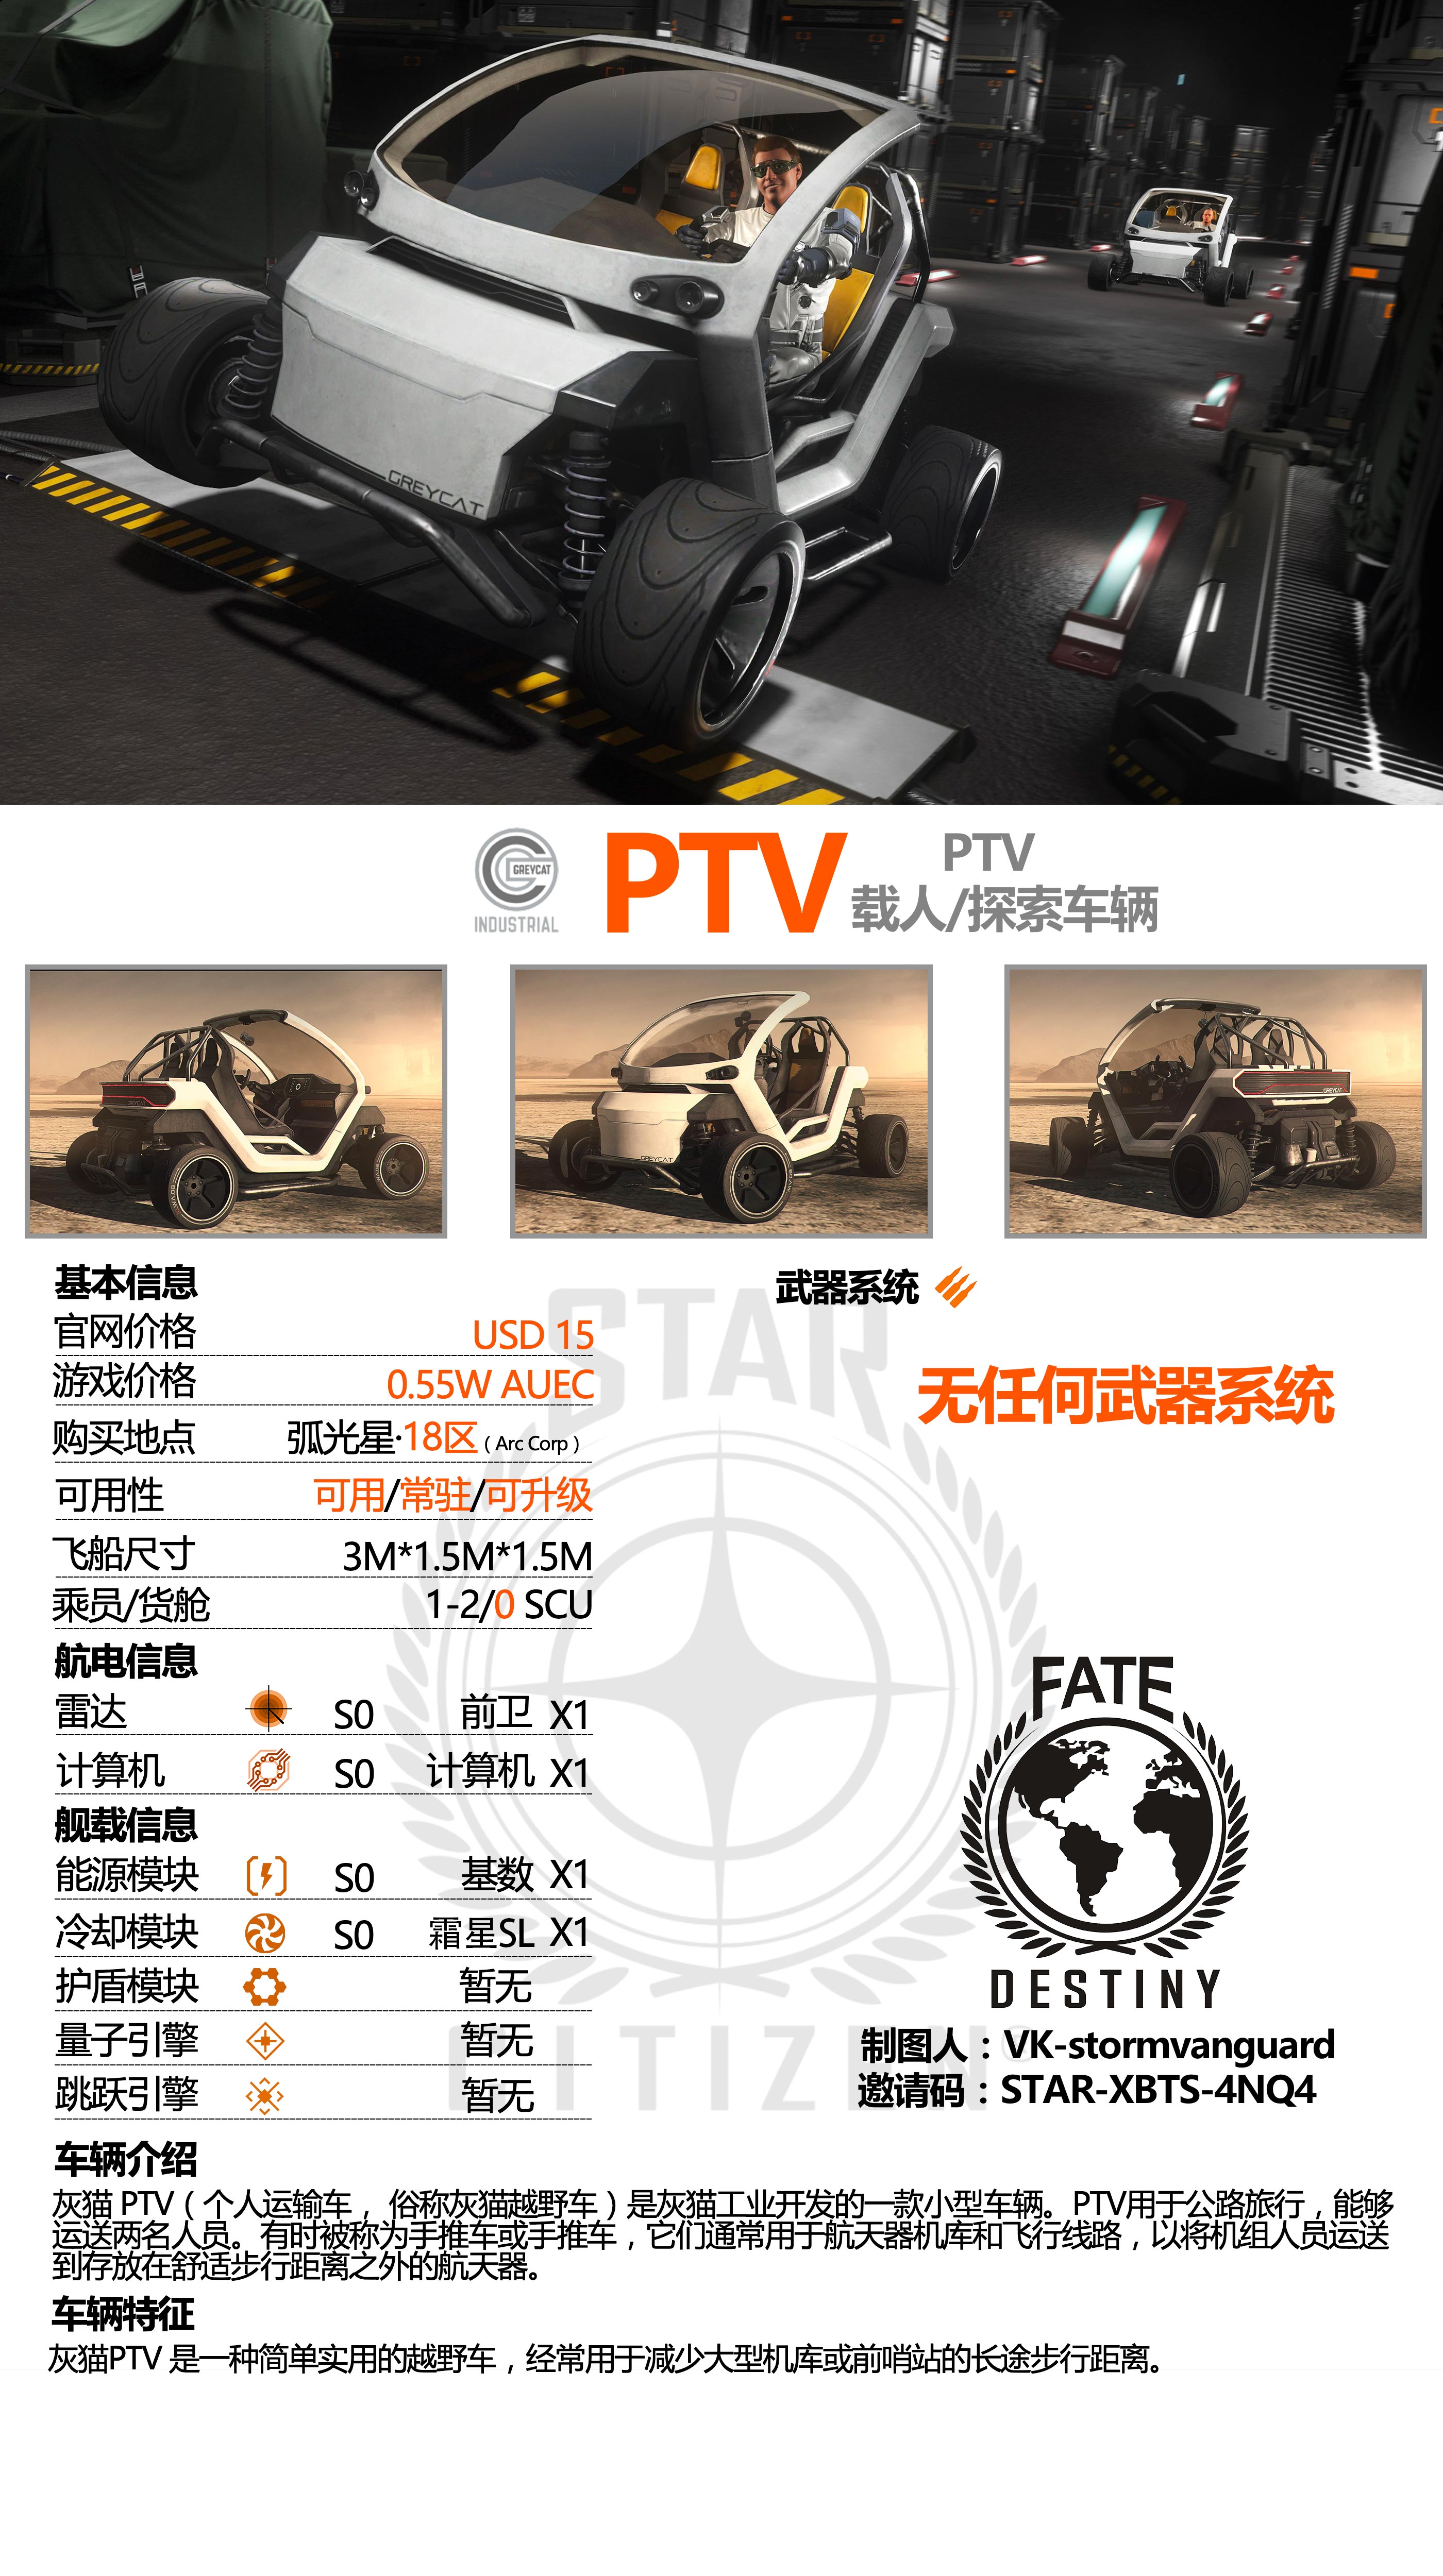 GREYCAT
GREYCAT
INDUSTRIAL
PTV
PTV
载人/探索车辆
GREYCAT
GREYCAT
基本信息
官网价格 USD 15
游戏价格 0.55W AUEC
购买地点 弧光星·18区 ( Arc Corp )
可用性 可用/常驻/可升级
飞船尺寸 3M*1.5M*1.5M
乘员/货舱 1-2/0 SCU
航电信息
雷达 S0 前卫 X1
计算机 S0 计算机 X1
舰载信息
能源模块 S0 基数 X1
冷却模块 S0 霜星SL X1
护盾模块 暂无
量子引擎 暂无
跳跃引擎 暂无
武器系统
无任何武器系统
STAR
CITIZEN
FATE
DESTINY
制图人：VK-stormvanguard
邀请码：STAR-XBTS-4NQ4
车辆介绍
灰猫 PTV（个人运输车， 俗称灰猫越野车）是灰猫工业开发的一款小型车辆。PTV用于公路旅行，能够
运送两名人员。有时被称为手推车或手推车，它们通常用于航天器机库和飞行线路，以将机组人员运送
到存放在舒适步行距离之外的航天器。
车辆特征
灰猫PTV 是一种简单实用的越野车，经常用于减少大型机库或前哨站的长途步行距离。